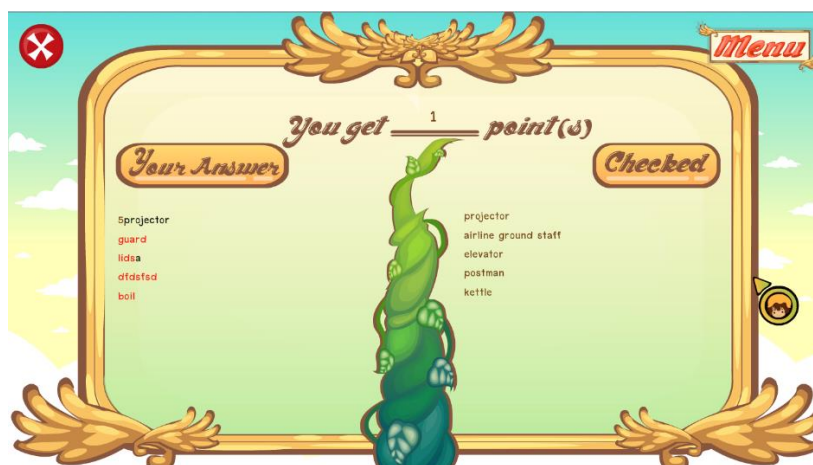 Menu
You get 1 point(s)
Your Answer
Checked
5projector
guard
lidsa
dfdsfsd
boil
projector
airline ground staff
elevator
postman
kettle